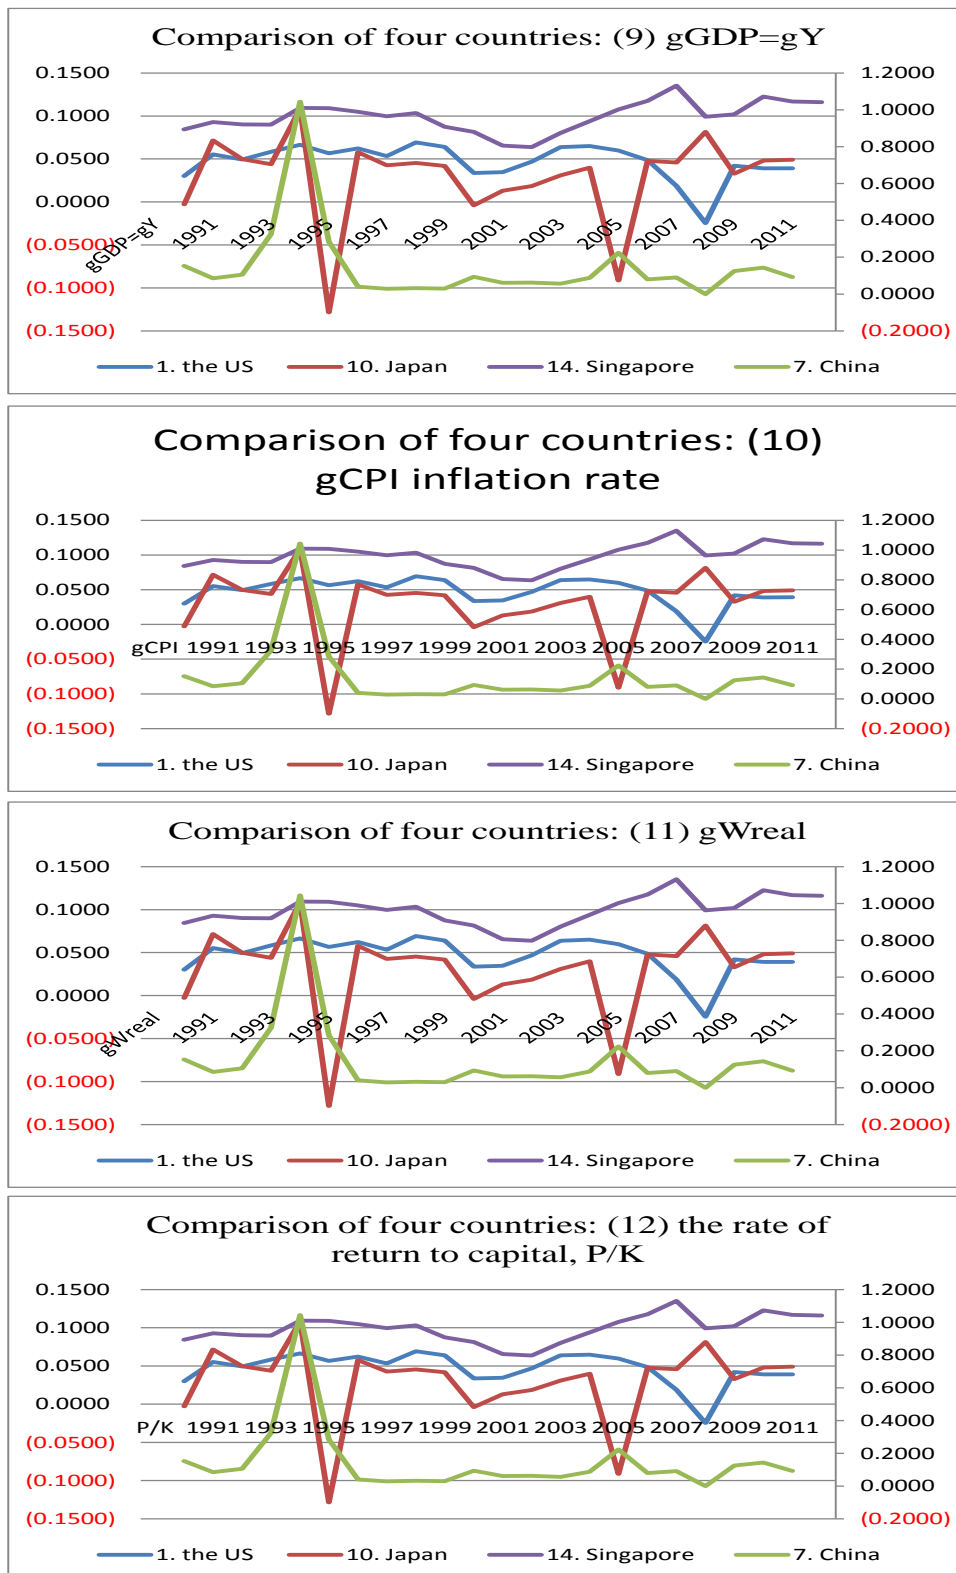 Comparison of four countries: (9) gGDP=gY
0.1500 1.2000
0.1000 1.0000
0.0500 0.8000
0.0000 0.6000
(0.0500) 0.4000
(0.1000) 0.2000
(0.1500) 0.0000
(0.2000)
gGDP=gY 1991 1993 1995 1997 1999 2001 2003 2005 2007 2009 2011
1. the US 10. Japan 14. Singapore 7. China
Comparison of four countries: (10)
gCPI inflation rate
0.1500 1.2000
0.1000 1.0000
0.0500 0.8000
0.0000 0.6000
(0.0500) 0.4000
(0.1000) 0.2000
(0.1500) 0.0000
(0.2000)
gCPI 1991 1993 1995 1997 1999 2001 2003 2005 2007 2009 2011
1. the US 10. Japan 14. Singapore 7. China
Comparison of four countries: (11) gWreal
0.1500 1.2000
0.1000 1.0000
0.0500 0.8000
0.0000 0.6000
(0.0500) 0.4000
(0.1000) 0.2000
(0.1500) 0.0000
(0.2000)
gWreal 1991 1993 1995 1997 1999 2001 2003 2005 2007 2009 2011
1. the US 10. Japan 14. Singapore 7. China
Comparison of four countries: (12) the rate of
return to capital, P/K
0.1500 1.2000
0.1000 1.0000
0.0500 0.8000
0.0000 0.6000
(0.0500) 0.4000
(0.1000) 0.2000
(0.1500) 0.0000
(0.2000)
P/K 1991 1993 1995 1997 1999 2001 2003 2005 2007 2009 2011
1. the US 10. Japan 14. Singapore 7. China